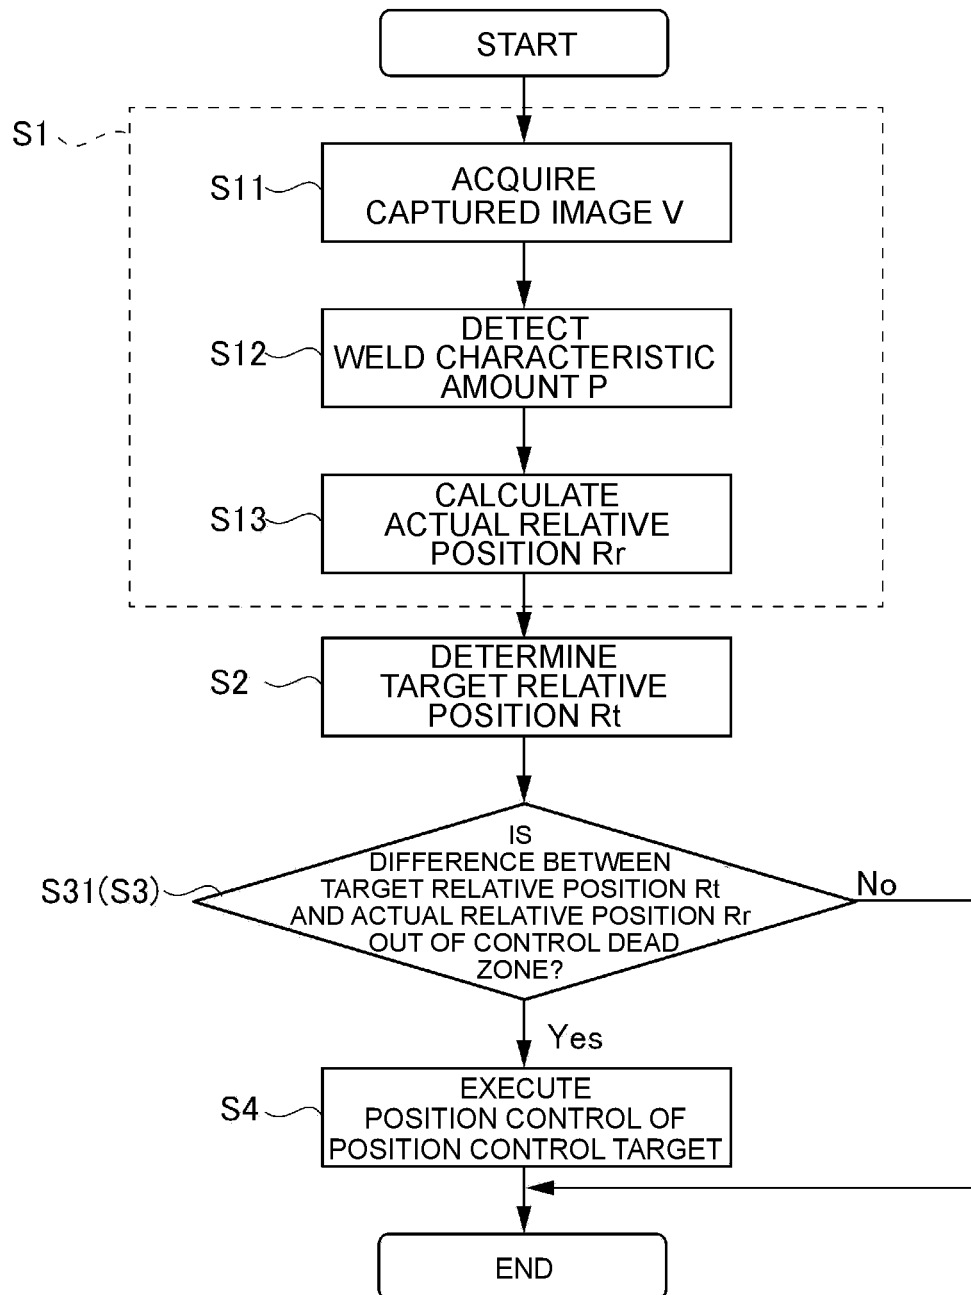 START
S1
S11
ACQUIRE
CAPTURED IMAGE V
S12
DETECT
WELD CHARACTERISTIC
AMOUNT P
S13
CALCULATE
ACTUAL RELATIVE
POSITION Rr
S2
DETERMINE
TARGET RELATIVE
POSITION Rt
S31(S3)
IS
DIFFERENCE BETWEEN
TARGET RELATIVE POSITION Rt
AND ACTUAL RELATIVE POSITION Rr
OUT OF CONTROL DEAD
ZONE?
No
Yes
S4
EXECUTE
POSITION CONTROL OF
POSITION CONTROL TARGET
END